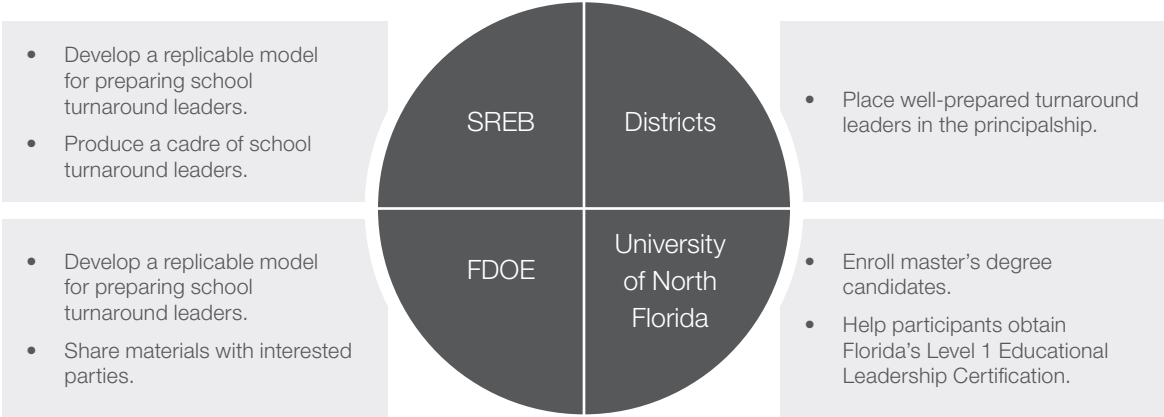 • Develop a replicable model
for preparing school
turnaround leaders.
• Produce a cadre of school
turnaround leaders.
SREB
Districts
• Place well-prepared turnaround
leaders in the principalship.
• Develop a replicable model
for preparing school
turnaround leaders.
• Share materials with interested
parties.
FDOE
University
of North
Florida
• Enroll master’s degree
candidates.
• Help participants obtain
Florida’s Level 1 Educational
Leadership Certification.